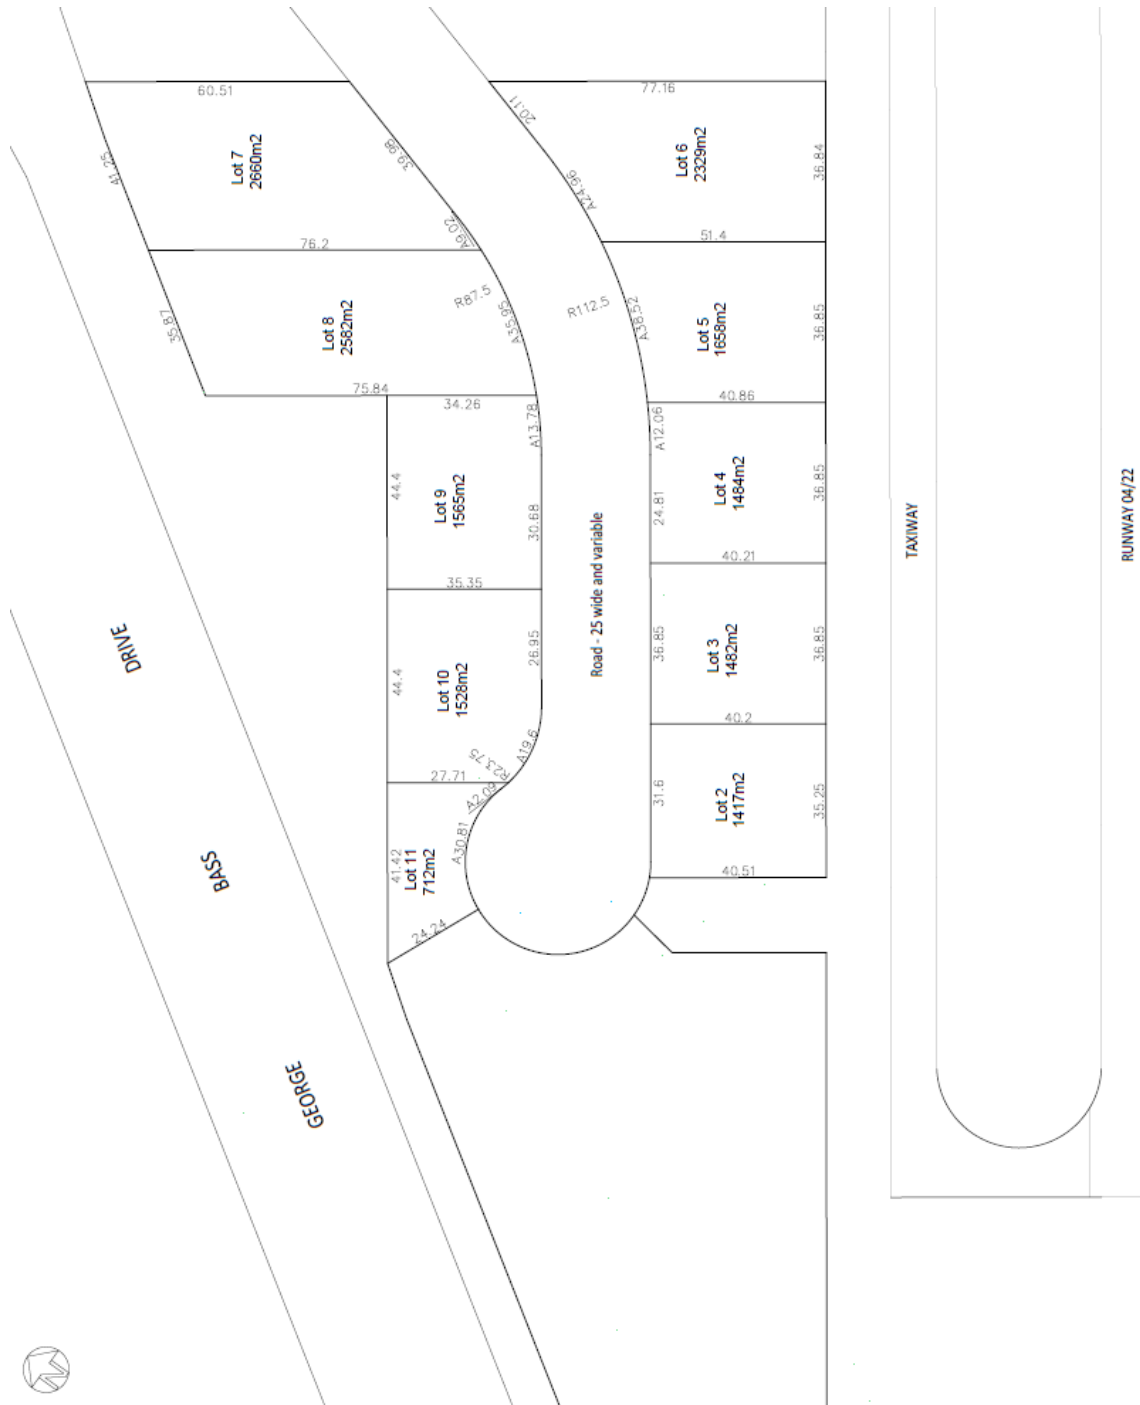 60.51
77.16
20.11
41.25
Lot 7
2660m2
39.98
Lot 6
2329m2
36.84
A24.96
A9.02
76.2
51.4
R87.5
R112.5
35.87
Lot 8
2582m2
A35.95
A38.52
Lot 5
1658m2
36.85
75.84
34.26
40.86
A13.78
A12.06
44.4
Lot 9
1565m2
30.68
24.81
Lot 4
1484m2
36.85
TAXIWAY
RUNWAY 04/22
Road - 25 wide and variable
35.35
40.21
44.4
Lot 10
1528m2
26.95
36.85
Lot 3
1482m2
36.85
DRIVE
40.2
A19.6
R23.75
27.71
A2.09
31.6
Lot 2
1417m2
35.25
A30.81
41.42
Lot 11
712m2
40.51
BASS
24.24
GEORGE
N